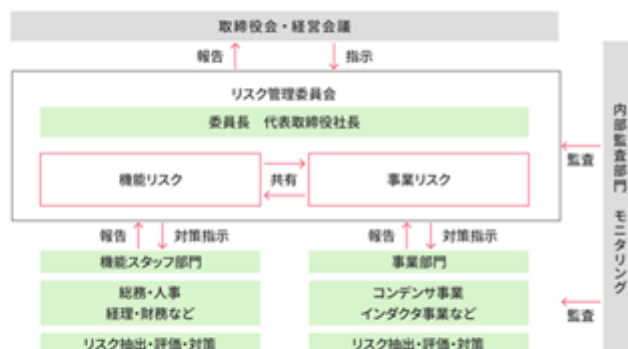 取締役会・経営会議
報告
指示
リスク管理委員会
委員長 代表取締役社長
機能リスク
共有
事業リスク
報告
対策指示
報告
対策指示
機能スタッフ部門
総務・人事
経理・財務など
リスク抽出・評価・対策
事業部門
コンデンサ事業
インダクタ事業など
リスク抽出・評価・対策
監査
監査
内部監査部門 モニタリング